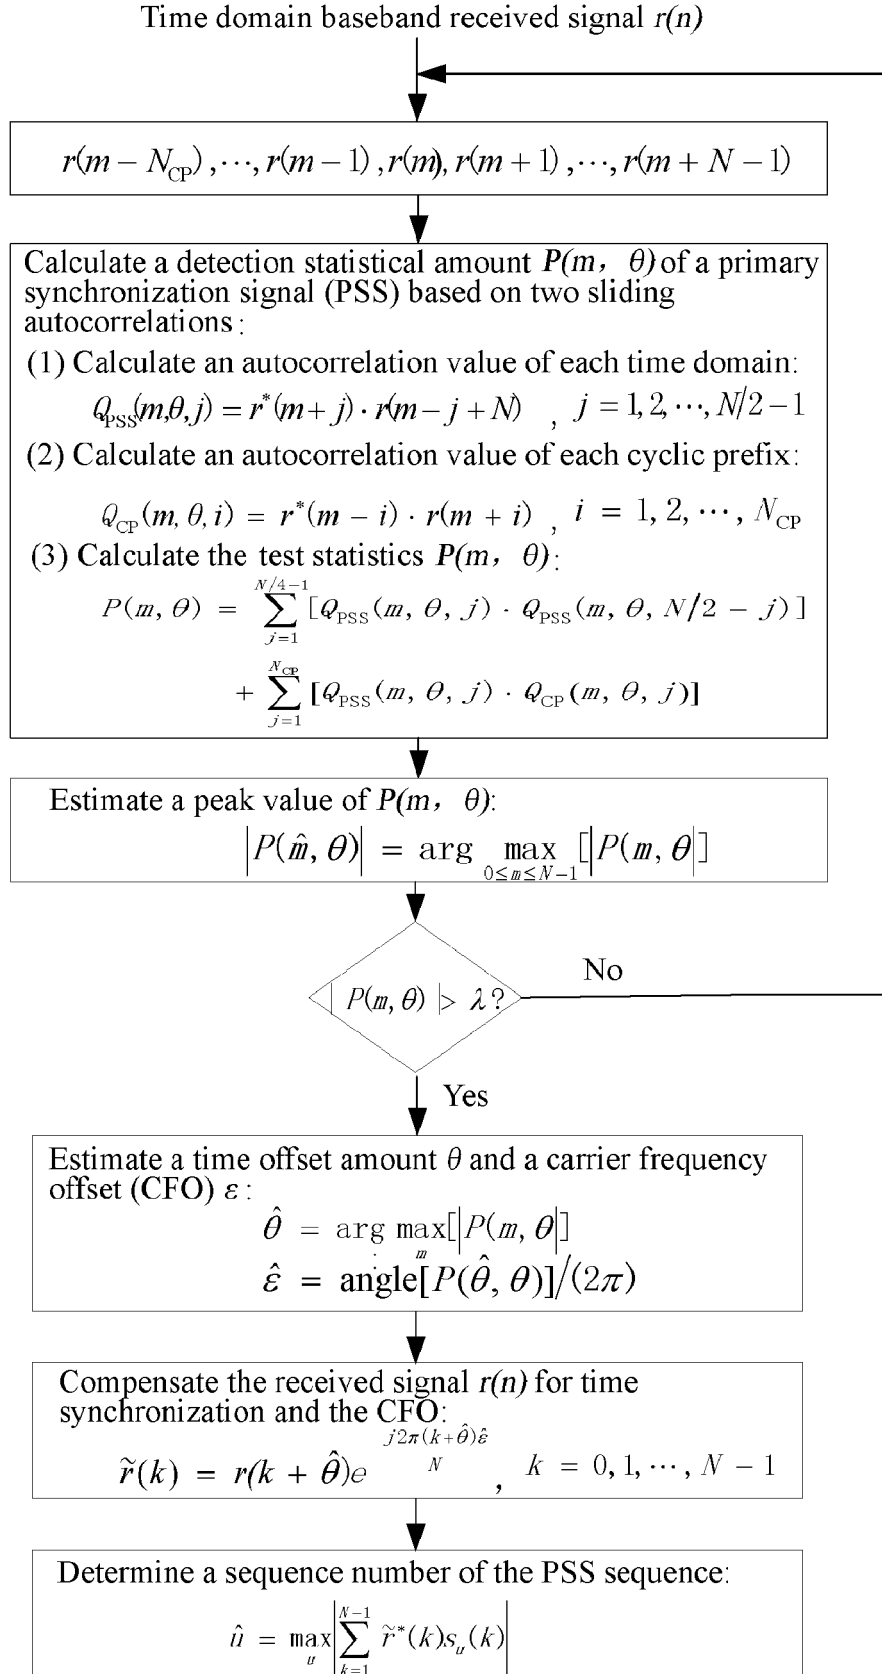 Time domain baseband received signal r(n)
r(m − N_CP), ⋯, r(m − 1), r(m), r(m + 1), ⋯, r(m + N − 1)
Calculate a detection statistical amount P(m, θ) of a primary
synchronization signal (PSS) based on two sliding
autocorrelations:
(1) Calculate an autocorrelation value of each time domain:
Q_PSS(m,θ,j) = r*(m+j) · r(m−j+N) , j = 1, 2, ⋯, N/2 − 1
(2) Calculate an autocorrelation value of each cyclic prefix:
Q_CP(m, θ, i) = r*(m − i) · r(m + i) , i = 1, 2, ⋯, N_CP
(3) Calculate the test statistics P(m, θ):
P(m, θ) = ∑_{j=1}^{N/4−1} [Q_PSS(m, θ, j) · Q_PSS(m, θ, N/2 − j)]
+ ∑_{j=1}^{N_CP} [Q_PSS(m, θ, j) · Q_CP(m, θ, j)]
Estimate a peak value of P(m, θ):
|P(m̂, θ)| = arg max_{0≤m≤N−1} [|P(m, θ|]
| P(m, θ) | > λ?
No
Yes
Estimate a time offset amount θ and a carrier frequency
offset (CFO) ε:
θ̂ = arg max_m [|P(m, θ|]
ε̂ = angle[P(θ̂, θ)]/(2π)
Compensate the received signal r(n) for time
synchronization and the CFO:
r̃(k) = r(k + θ̂)e^{j2π(k+θ̂)ε̂ / N} , k = 0, 1, ⋯, N − 1
Determine a sequence number of the PSS sequence:
û = max_u |∑_{k=1}^{N−1} r̃*(k)s_u(k)|